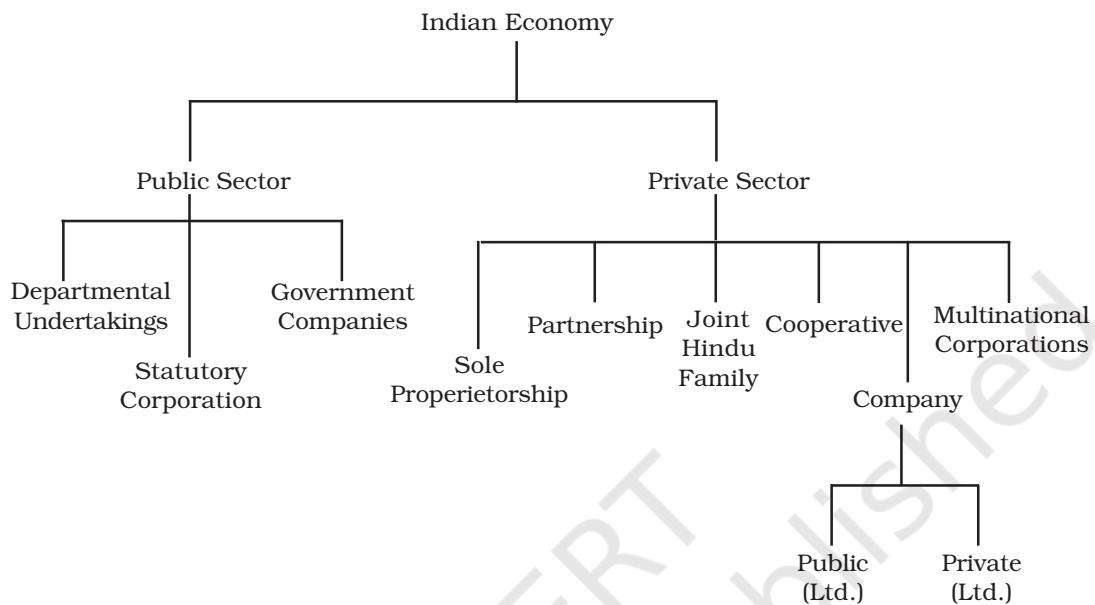 Indian Economy
Public Sector
Private Sector
Departmental
Undertakings
Statutory
Corporation
Government
Companies
Sole
Properietorship
Partnership
Joint
Hindu
Family
Cooperative
Company
Multinational
Corporations
Public
(Ltd.)
Private
(Ltd.)